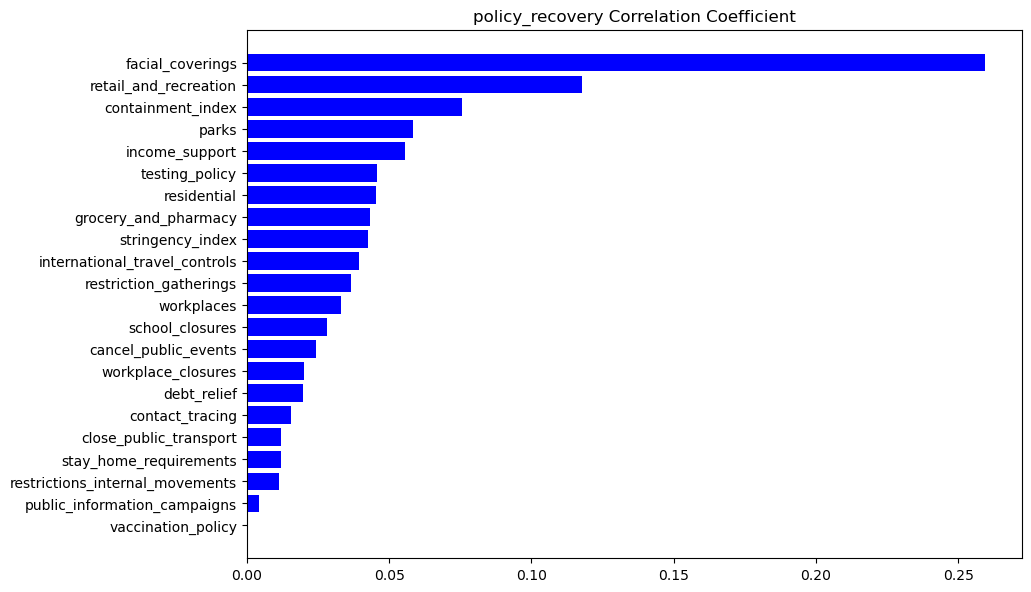 policy_recovery Correlation Coefficient
facial_coverings
retail_and_recreation
containment_index
parks
income_support
testing_policy
residential
grocery_and_pharmacy
stringency_index
international_travel_controls
restriction_gatherings
workplaces
school_closures
cancel_public_events
workplace_closures
debt_relief
contact_tracing
close_public_transport
stay_home_requirements
restrictions_internal_movements
public_information_campaigns
vaccination_policy
0.00 0.05 0.10 0.15 0.20 0.25